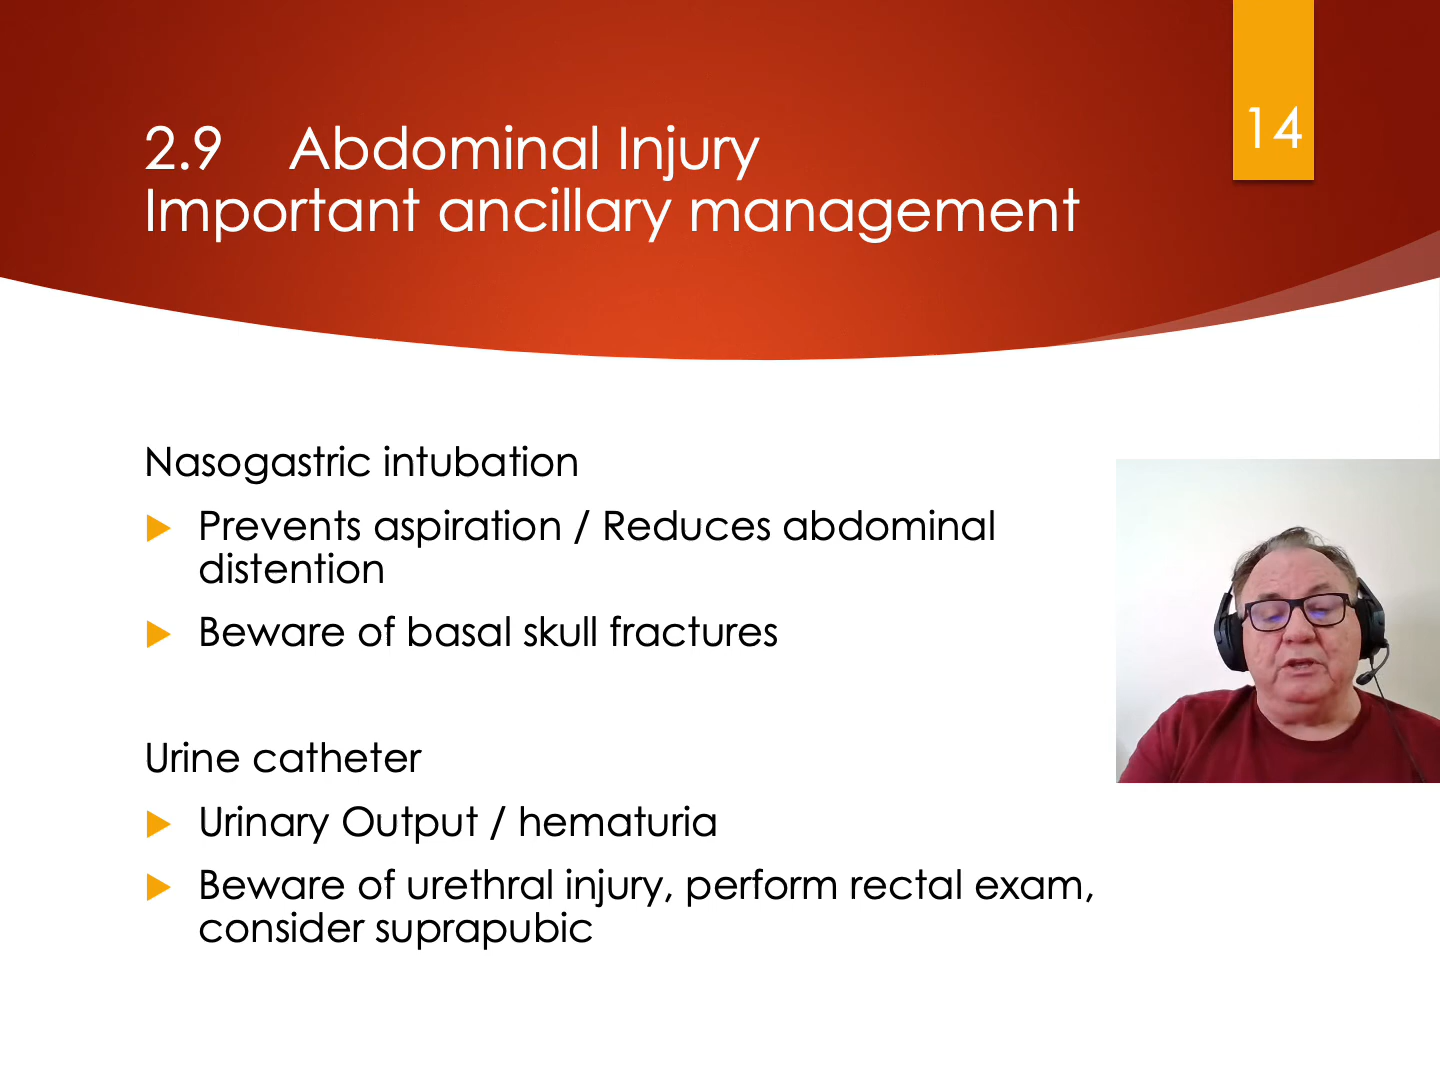 14
2.9 Abdominal Injury
Important ancillary management
Nasogastric intubation
Prevents aspiration / Reduces abdominal
distention
Beware of basal skull fractures
Urine catheter
Urinary Output / hematuria
Beware of urethral injury, perform rectal exam,
consider suprapubic